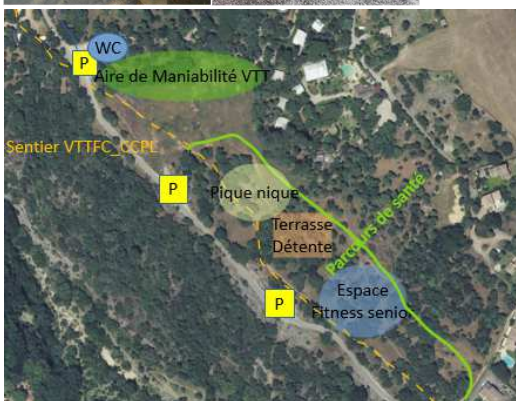 WC
P
Aire de Maniabilité VTT
Sentier VTTFC_CCPL
P
Pique nique
Parcours de santé
Terrasse
Détente
P
Espace
Fitness senior